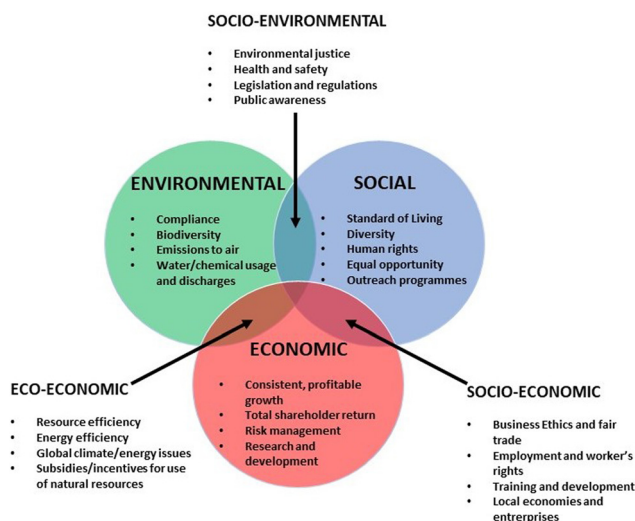 SOCIO-ENVIRONMENTAL
• Environmental justice
• Health and safety
• Legislation and regulations
• Public awareness
ENVIRONMENTAL
• Compliance
• Biodiversity
• Emissions to air
• Water/chemical usage
and discharges
SOCIAL
• Standard of Living
• Diversity
• Human rights
• Equal opportunity
• Outreach programmes
ECONOMIC
• Consistent, profitable
growth
• Total shareholder return
• Risk management
• Research and
development
ECO-ECONOMIC
• Resource efficiency
• Energy efficiency
• Global climate/energy issues
• Subsidies/incentives for use
of natural resources
SOCIO-ECONOMIC
• Business Ethics and fair
trade
• Employment and worker's
rights
• Training and development
• Local economies and
entrerprises